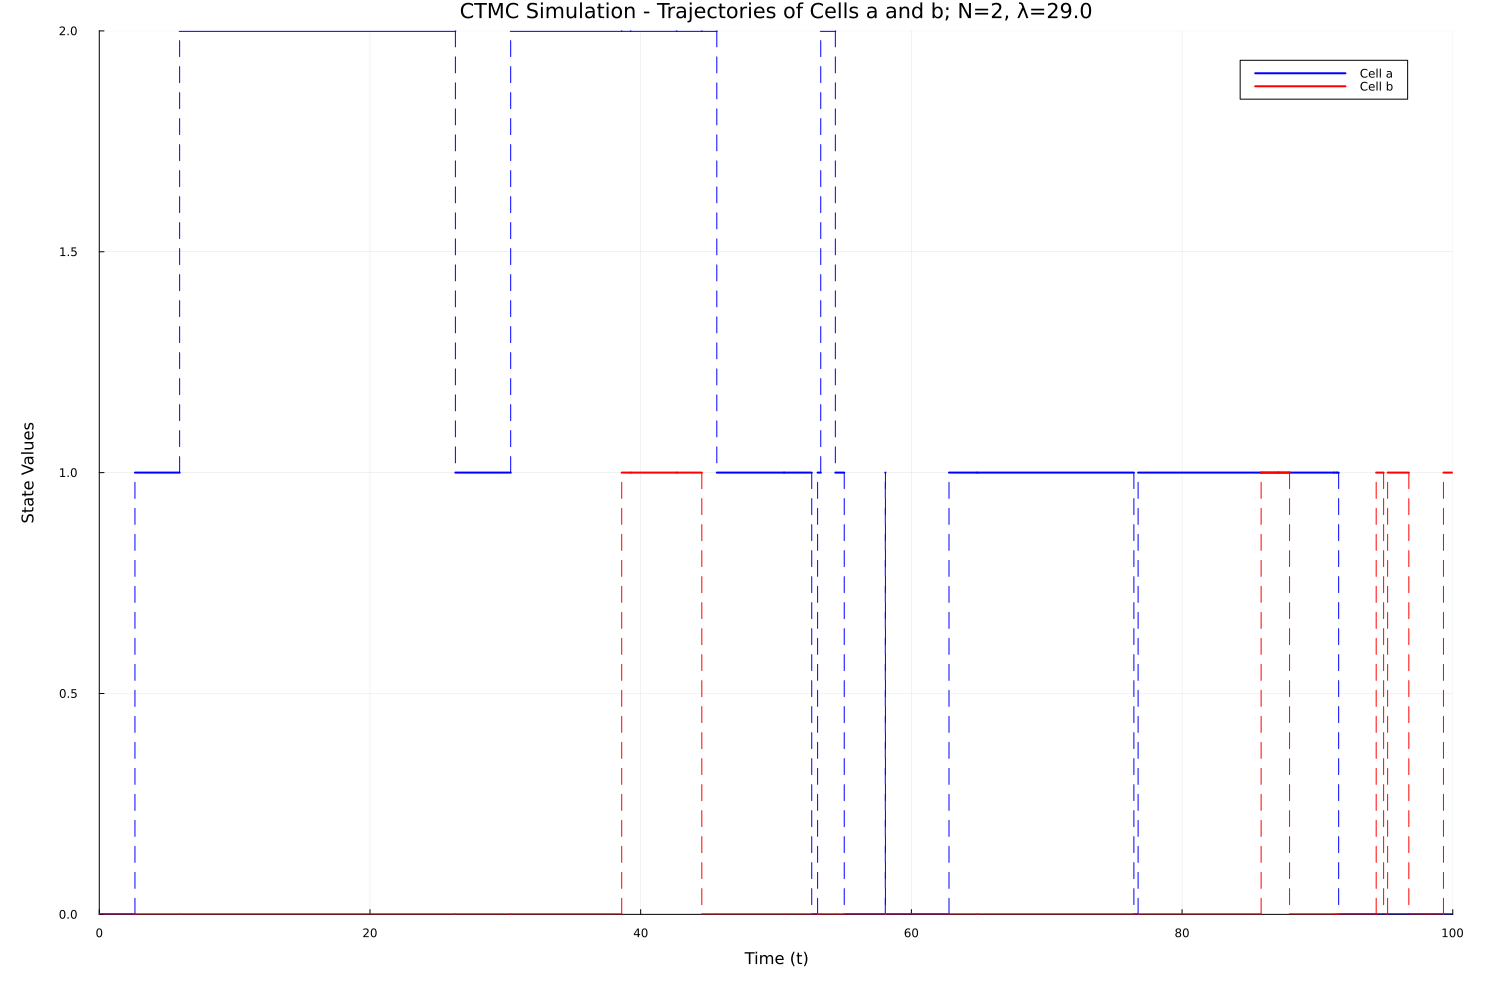 CTMC Simulation - Trajectories of Cells a and b; N=2, λ=29.0
2.0
Cell a
Cell b
1.5
1.0
State Values
0.5
0.0
0 20 40 60 80 100
Time (t)